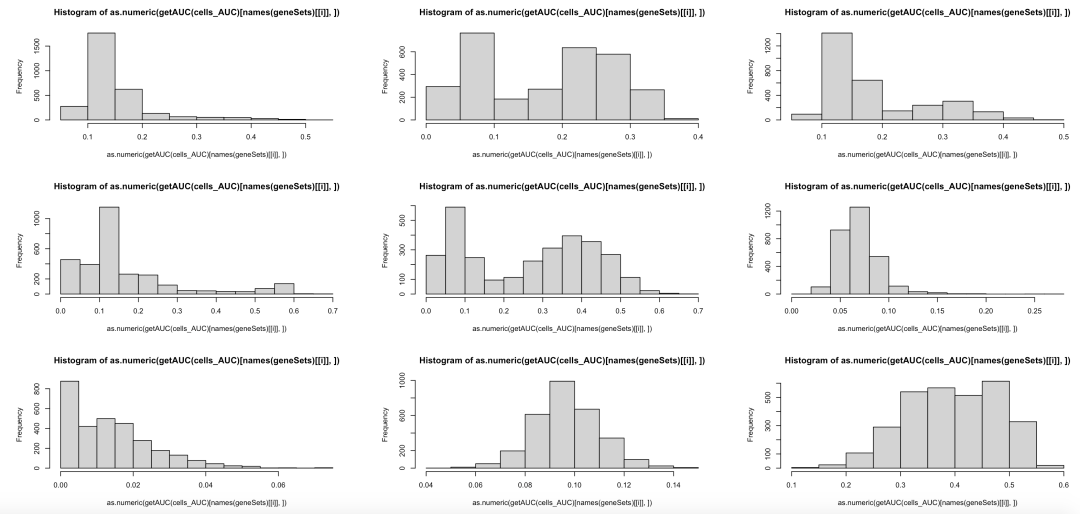 Histogram of as.numeric(getAUC(cells_AUC)[names(geneSets)[[i]], ])
Frequency
0 500 1000 1500
0.1 0.2 0.3 0.4 0.5
as.numeric(getAUC(cells_AUC)[names(geneSets)[[i]], ])
Histogram of as.numeric(getAUC(cells_AUC)[names(geneSets)[[i]], ])
Frequency
0 200 400 600
0.0 0.1 0.2 0.3 0.4
as.numeric(getAUC(cells_AUC)[names(geneSets)[[i]], ])
Histogram of as.numeric(getAUC(cells_AUC)[names(geneSets)[[i]], ])
Frequency
0 400 800 1200
0.1 0.2 0.3 0.4 0.5
as.numeric(getAUC(cells_AUC)[names(geneSets)[[i]], ])
Histogram of as.numeric(getAUC(cells_AUC)[names(geneSets)[[i]], ])
Frequency
0 200 600 1000
0.0 0.1 0.2 0.3 0.4 0.5 0.6 0.7
as.numeric(getAUC(cells_AUC)[names(geneSets)[[i]], ])
Histogram of as.numeric(getAUC(cells_AUC)[names(geneSets)[[i]], ])
Frequency
0 100 300 500
0.0 0.1 0.2 0.3 0.4 0.5 0.6 0.7
as.numeric(getAUC(cells_AUC)[names(geneSets)[[i]], ])
Histogram of as.numeric(getAUC(cells_AUC)[names(geneSets)[[i]], ])
Frequency
0 400 800 1200
0.00 0.05 0.10 0.15 0.20 0.25
as.numeric(getAUC(cells_AUC)[names(geneSets)[[i]], ])
Histogram of as.numeric(getAUC(cells_AUC)[names(geneSets)[[i]], ])
Frequency
0 200 400 600 800
0.00 0.02 0.04 0.06
as.numeric(getAUC(cells_AUC)[names(geneSets)[[i]], ])
Histogram of as.numeric(getAUC(cells_AUC)[names(geneSets)[[i]], ])
Frequency
0 200 600 1000
0.04 0.06 0.08 0.10 0.12 0.14
as.numeric(getAUC(cells_AUC)[names(geneSets)[[i]], ])
Histogram of as.numeric(getAUC(cells_AUC)[names(geneSets)[[i]], ])
Frequency
0 100 300 500
0.1 0.2 0.3 0.4 0.5 0.6
as.numeric(getAUC(cells_AUC)[names(geneSets)[[i]], ])